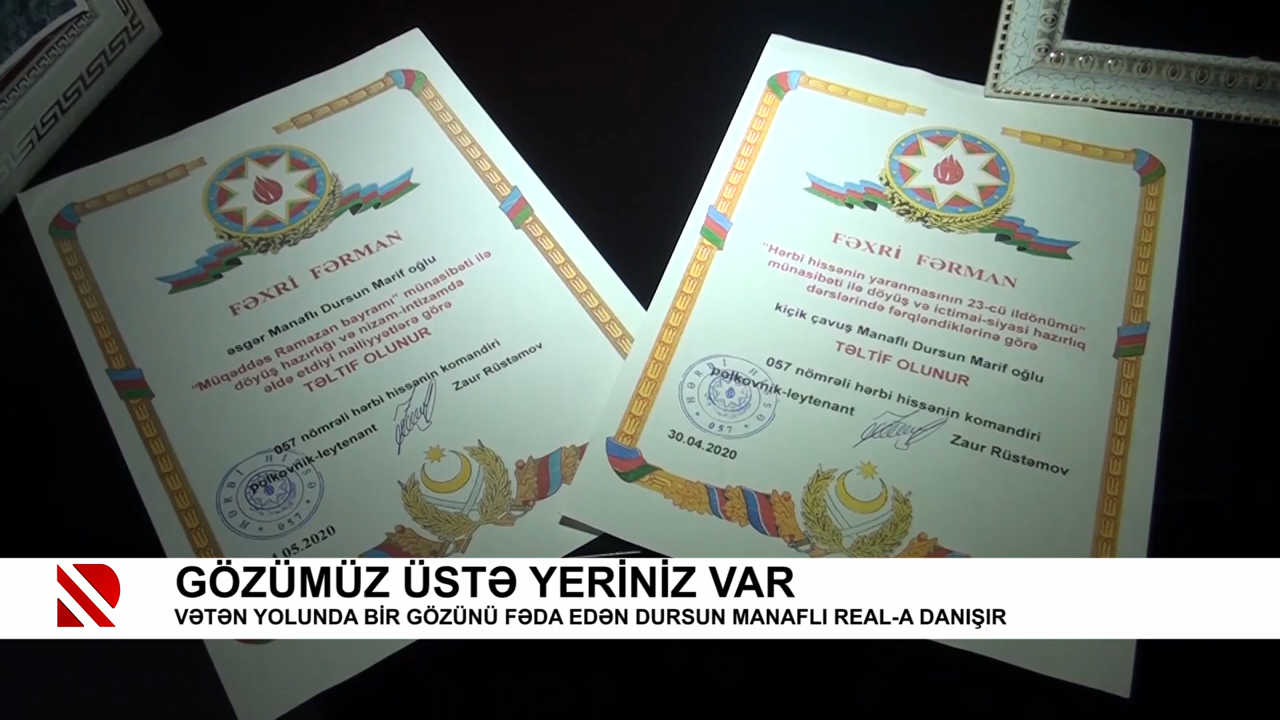 FƏXRİ FƏRMAN
əsgər Manaflı Dursun Marif oğlu
"Müqəddəs Ramazan bayramı" münasibəti ilə
döyüş hazırlığı və nizam-intizamda
əldə etdiyi nailiyyətlərə görə
TƏLTİF OLUNUR
057 nömrəli hərbi hissənin komandiri
polkovnik-leytenant Zaur Rüstəmov
.05.2020
FƏXRİ FƏRMAN
"Hərbi hissənin yaranmasının 23-cü ildönümü"
münasibəti ilə döyüş və ictimai-siyasi hazırlıq
dərslərində fərqləndiklərinə görə
kiçik çavuş Manaflı Dursun Marif oğlu
TƏLTİF OLUNUR
057 nömrəli hərbi hissənin komandiri
polkovnik-leytenant Zaur Rüstəmov
30.04.2020
GÖZÜMÜZ ÜSTƏ YERİNİZ VAR
VƏTƏN YOLUNDA BİR GÖZÜNÜ FƏDA EDƏN DURSUN MANAFLI REAL-A DANIŞIR